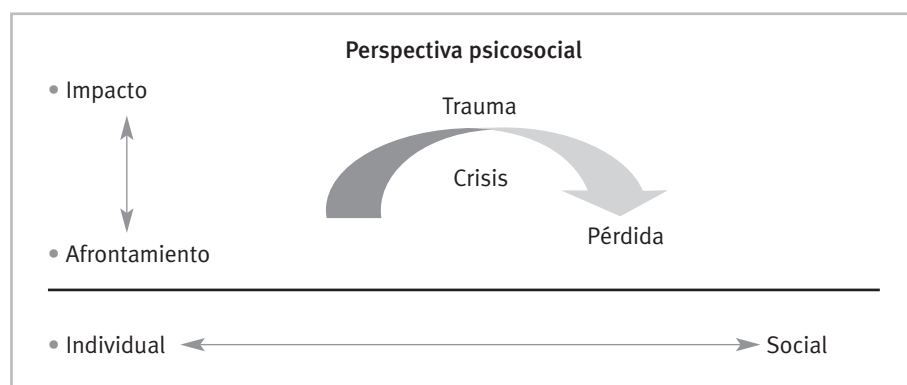 Perspectiva psicosocial
• Impacto
Trauma
Crisis
Pérdida
• Afrontamiento
• Individual
Social